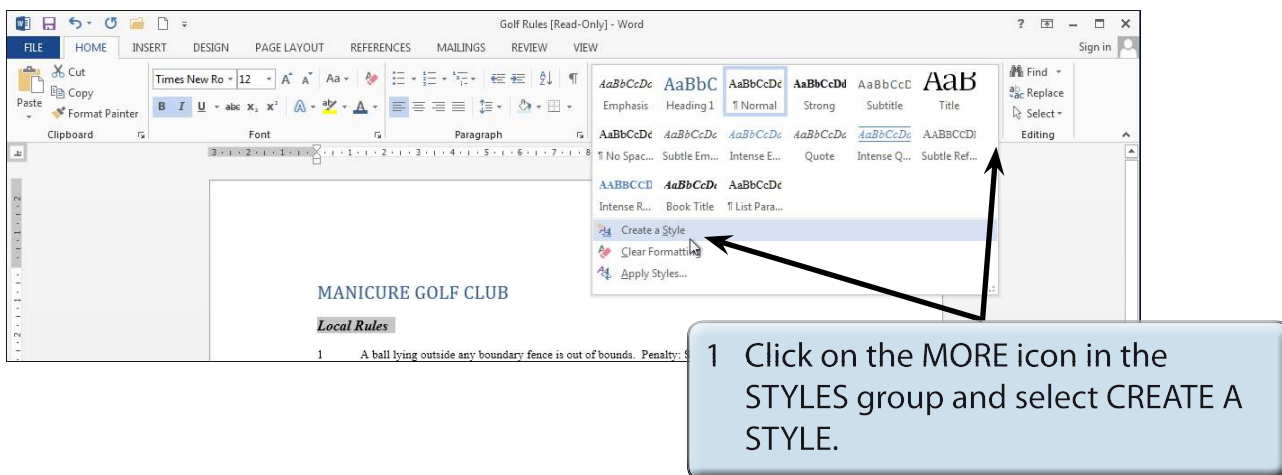 Golf Rules [Read-Only] - Word
FILE HOME INSERT DESIGN PAGE LAYOUT REFERENCES MAILINGS REVIEW VIEW Sign in
Cut
Copy
Format Painter
Paste
Clipboard
Times New Ro 12
Font
Paragraph
AaBbCcDc AaBbC AaBbCcDc AaBbCcDd AaBbCcD AaB
Emphasis Heading 1 ¶ Normal Strong Subtitle Title
AaBbCcDc AaBbCcDc AaBbCcDc AaBbCcDc AaBbCcDc AABBCCDI
¶ No Spac... Subtle Em... Intense E... Quote Intense Q... Subtle Ref...
AABBCCD AaBbCcDc AaBbCcDc
Intense R... Book Title ¶ List Para...
Create a Style
Clear Formatting
Apply Styles...
Find
Replace
Select
Editing
MANICURE GOLF CLUB
Local Rules
1 A ball lying outside any boundary fence is out of bounds. Penalty:
1 Click on the MORE icon in the
STYLES group and select CREATE A
STYLE.